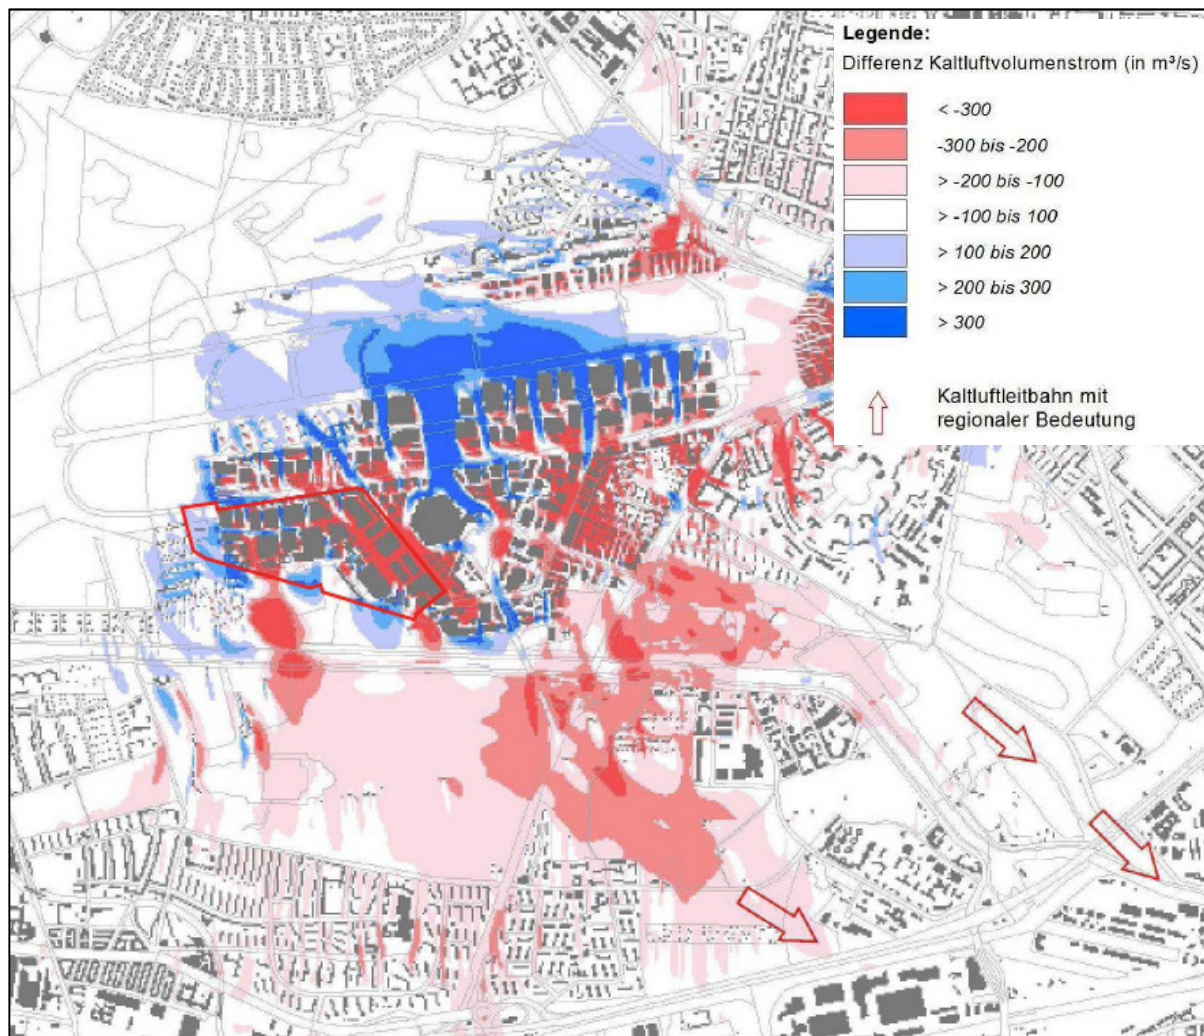 Legende:
Differenz Kaltluftvolumenstrom (in m³/s)
< -300
-300 bis -200
> -200 bis -100
> -100 bis 100
> 100 bis 200
> 200 bis 300
> 300
Kaltluftleitbahn mit
regionaler Bedeutung